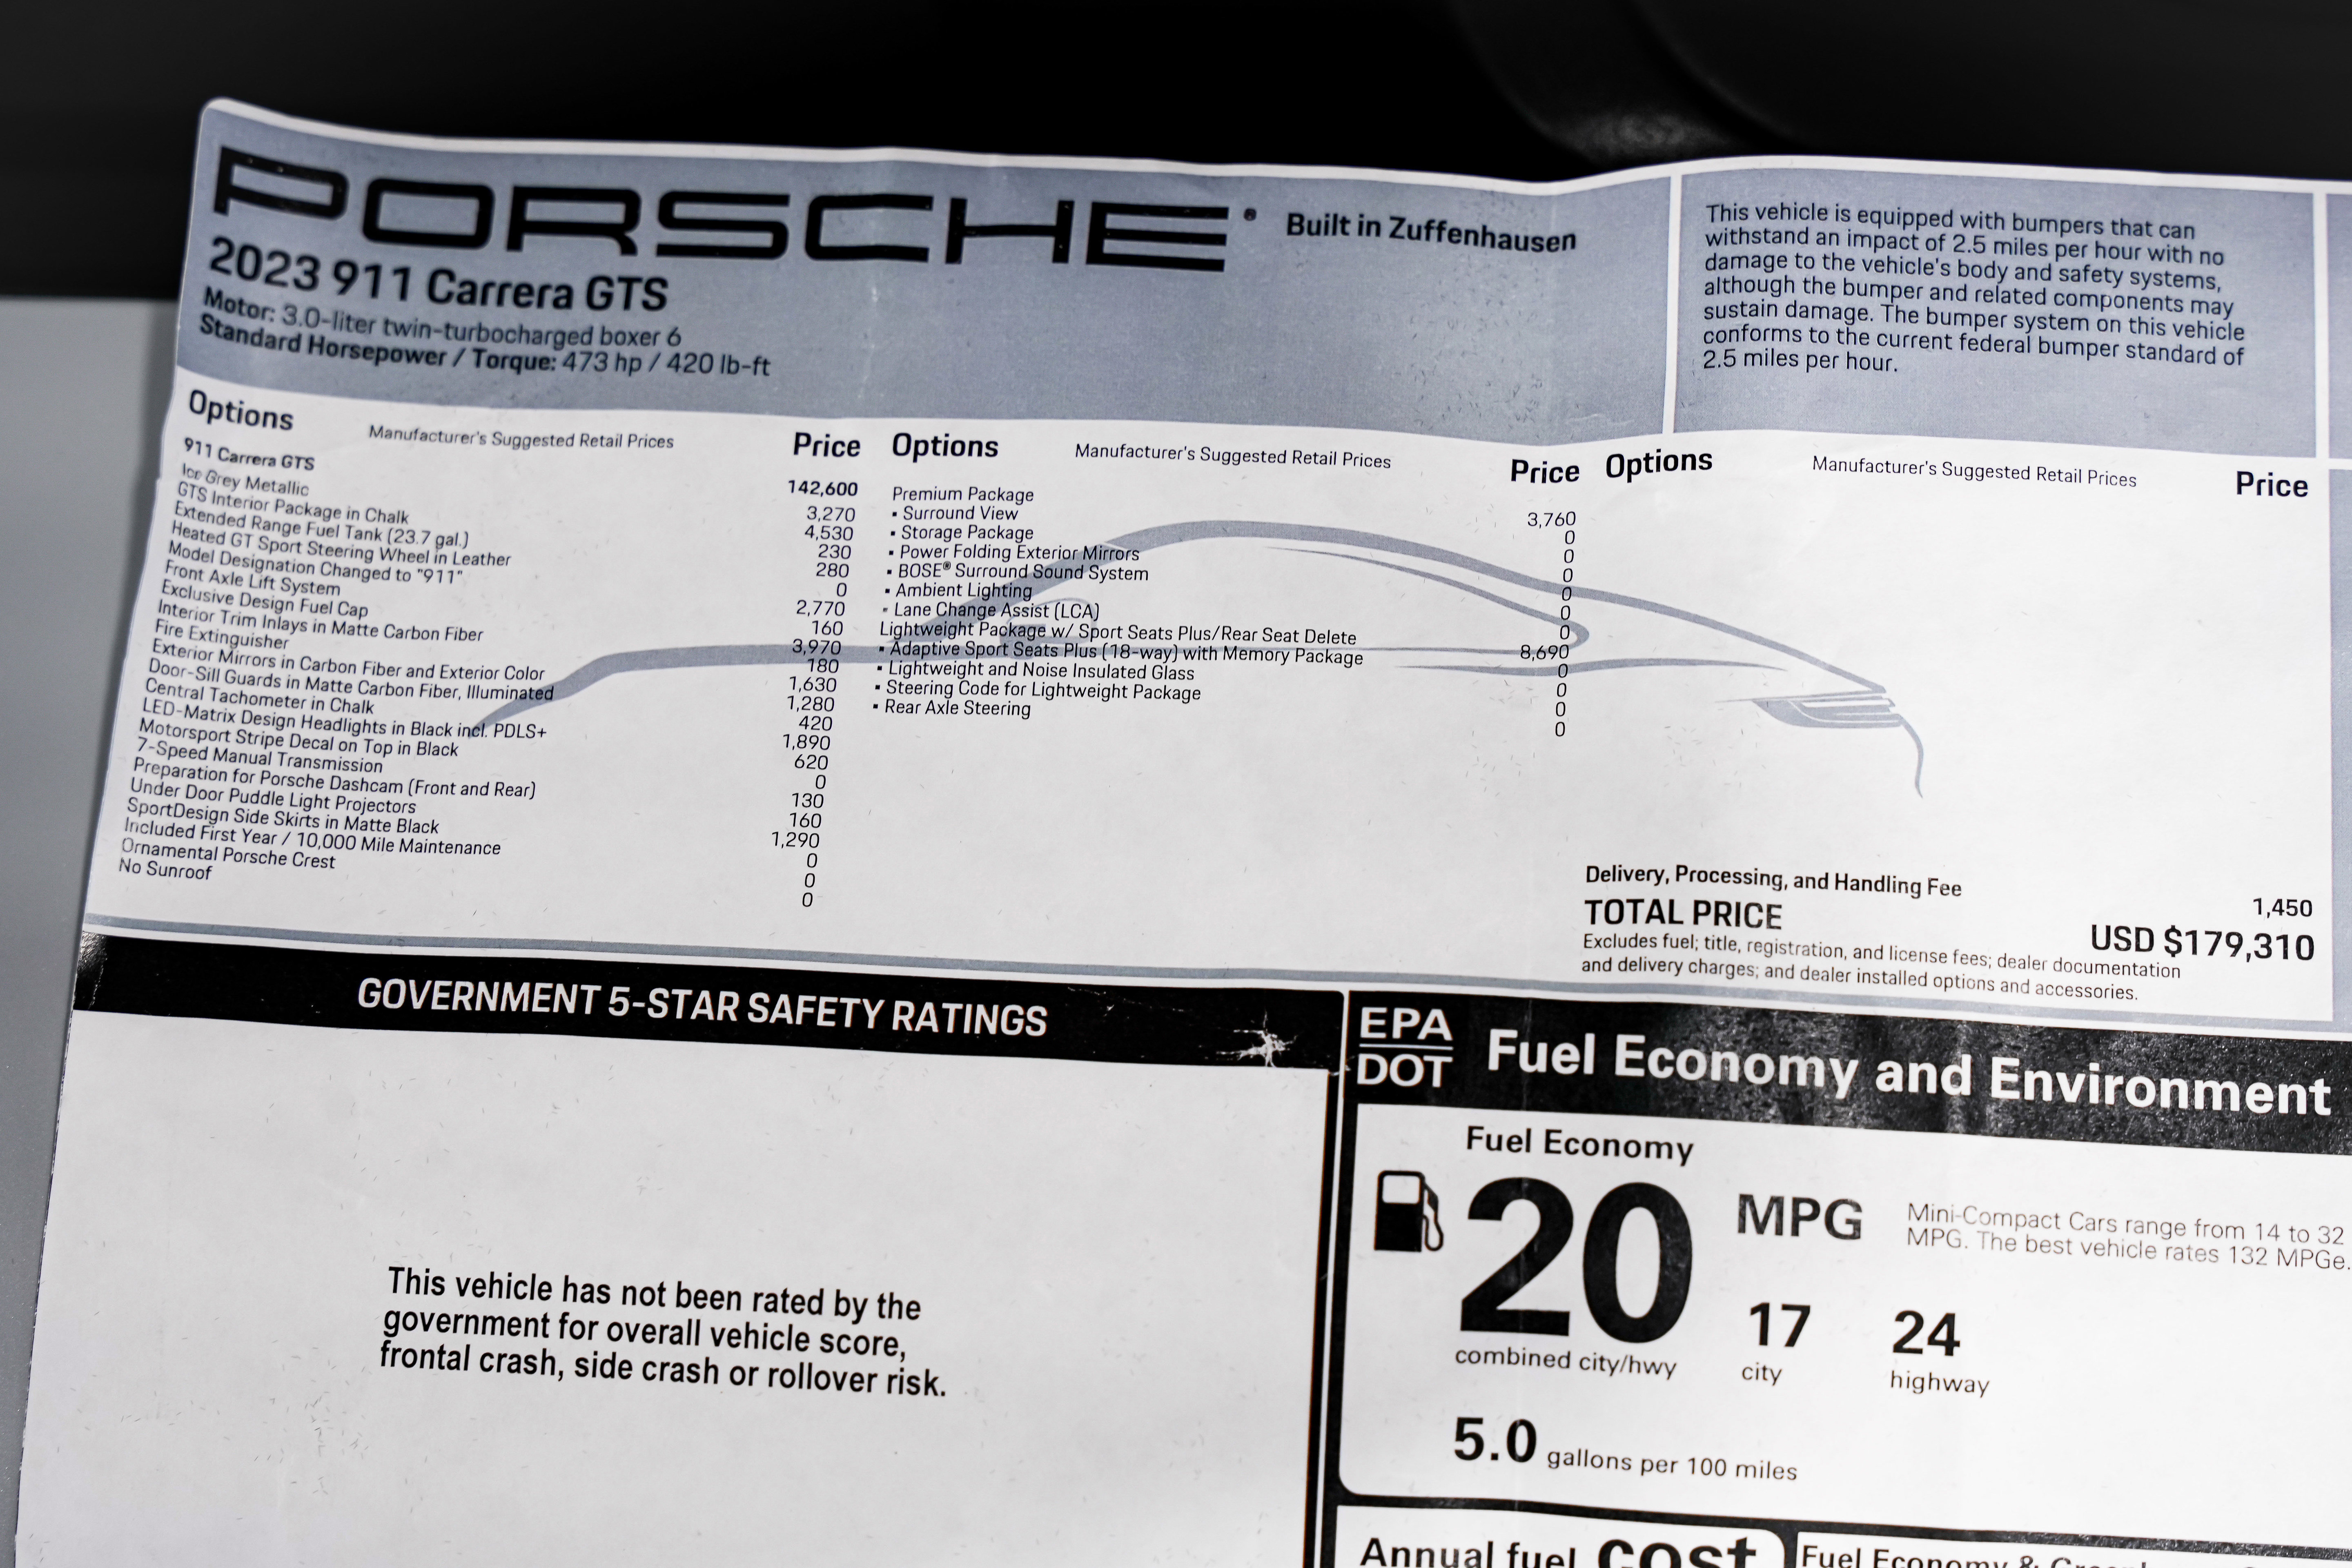 PORSCHE® Built in Zuffenhausen
2023 911 Carrera GTS
Motor: 3.0-liter twin-turbocharged boxer 6
Standard Horsepower / Torque: 473 hp / 420 lb-ft
This vehicle is equipped with bumpers that can
withstand an impact of 2.5 miles per hour with no
damage to the vehicle's body and safety systems,
although the bumper and related components may
sustain damage. The bumper system on this vehicle
conforms to the current federal bumper standard of
2.5 miles per hour.
Options Manufacturer's Suggested Retail Prices Price
911 Carrera GTS 142,600
Ice Grey Metallic 3,270
GTS Interior Package in Chalk 4,530
Extended Range Fuel Tank (23.7 gal.) 230
Heated GT Sport Steering Wheel in Leather 280
Model Designation Changed to "911" 0
Front Axle Lift System 2,770
Exclusive Design Fuel Cap 160
Interior Trim Inlays in Matte Carbon Fiber 3,970
Fire Extinguisher 180
Exterior Mirrors in Carbon Fiber and Exterior Color 1,630
Door-Sill Guards in Matte Carbon Fiber, Illuminated 1,280
Central Tachometer in Chalk 420
LED-Matrix Design Headlights in Black incl. PDLS+ 1,890
Motorsport Stripe Decal on Top in Black 620
7-Speed Manual Transmission 0
Preparation for Porsche Dashcam (Front and Rear) 130
Under Door Puddle Light Projectors 160
SportDesign Side Skirts in Matte Black 1,290
Included First Year / 10,000 Mile Maintenance 0
Ornamental Porsche Crest 0
No Sunroof 0
Options Manufacturer's Suggested Retail Prices Price
Premium Package 3,760
▪ Surround View 0
▪ Storage Package 0
▪ Power Folding Exterior Mirrors 0
▪ BOSE® Surround Sound System 0
▪ Ambient Lighting 0
▪ Lane Change Assist (LCA) 0
Lightweight Package w/ Sport Seats Plus/Rear Seat Delete 8,690
▪ Adaptive Sport Seats Plus (18-way) with Memory Package 0
▪ Lightweight and Noise Insulated Glass 0
▪ Steering Code for Lightweight Package 0
▪ Rear Axle Steering 0
Options Manufacturer's Suggested Retail Prices Price
Delivery, Processing, and Handling Fee 1,450
TOTAL PRICE USD $179,310
Excludes fuel; title, registration, and license fees; dealer documentation
and delivery charges; and dealer installed options and accessories.
GOVERNMENT 5-STAR SAFETY RATINGS
This vehicle has not been rated by the
government for overall vehicle score,
frontal crash, side crash or rollover risk.
EPA
DOT
Fuel Economy and Environment
Fuel Economy
20 MPG
Mini-Compact Cars range from 14 to 32
MPG. The best vehicle rates 132 MPGe.
17 24
combined city/hwy city highway
5.0 gallons per 100 miles
Annual fuel cost
Fuel Economy &